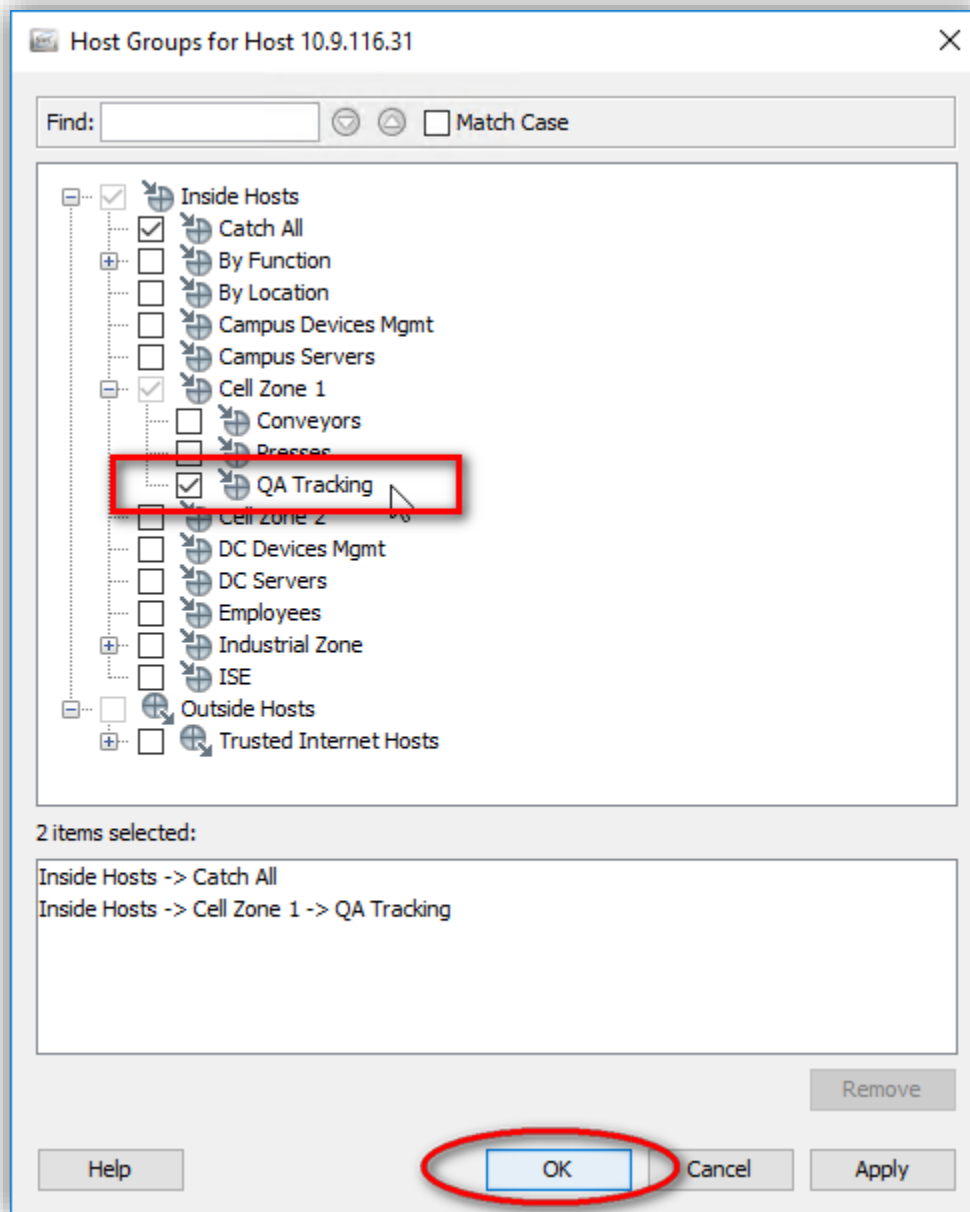 Host Groups for Host 10.9.116.31
Find: Match Case
Inside Hosts
Catch All
By Function
By Location
Campus Devices Mgmt
Campus Servers
Cell Zone 1
Conveyors
Presses
QA Tracking
Cell Zone 2
DC Devices Mgmt
DC Servers
Employees
Industrial Zone
ISE
Outside Hosts
Trusted Internet Hosts
2 items selected:
Inside Hosts -> Catch All
Inside Hosts -> Cell Zone 1 -> QA Tracking
Remove
Help OK Cancel Apply